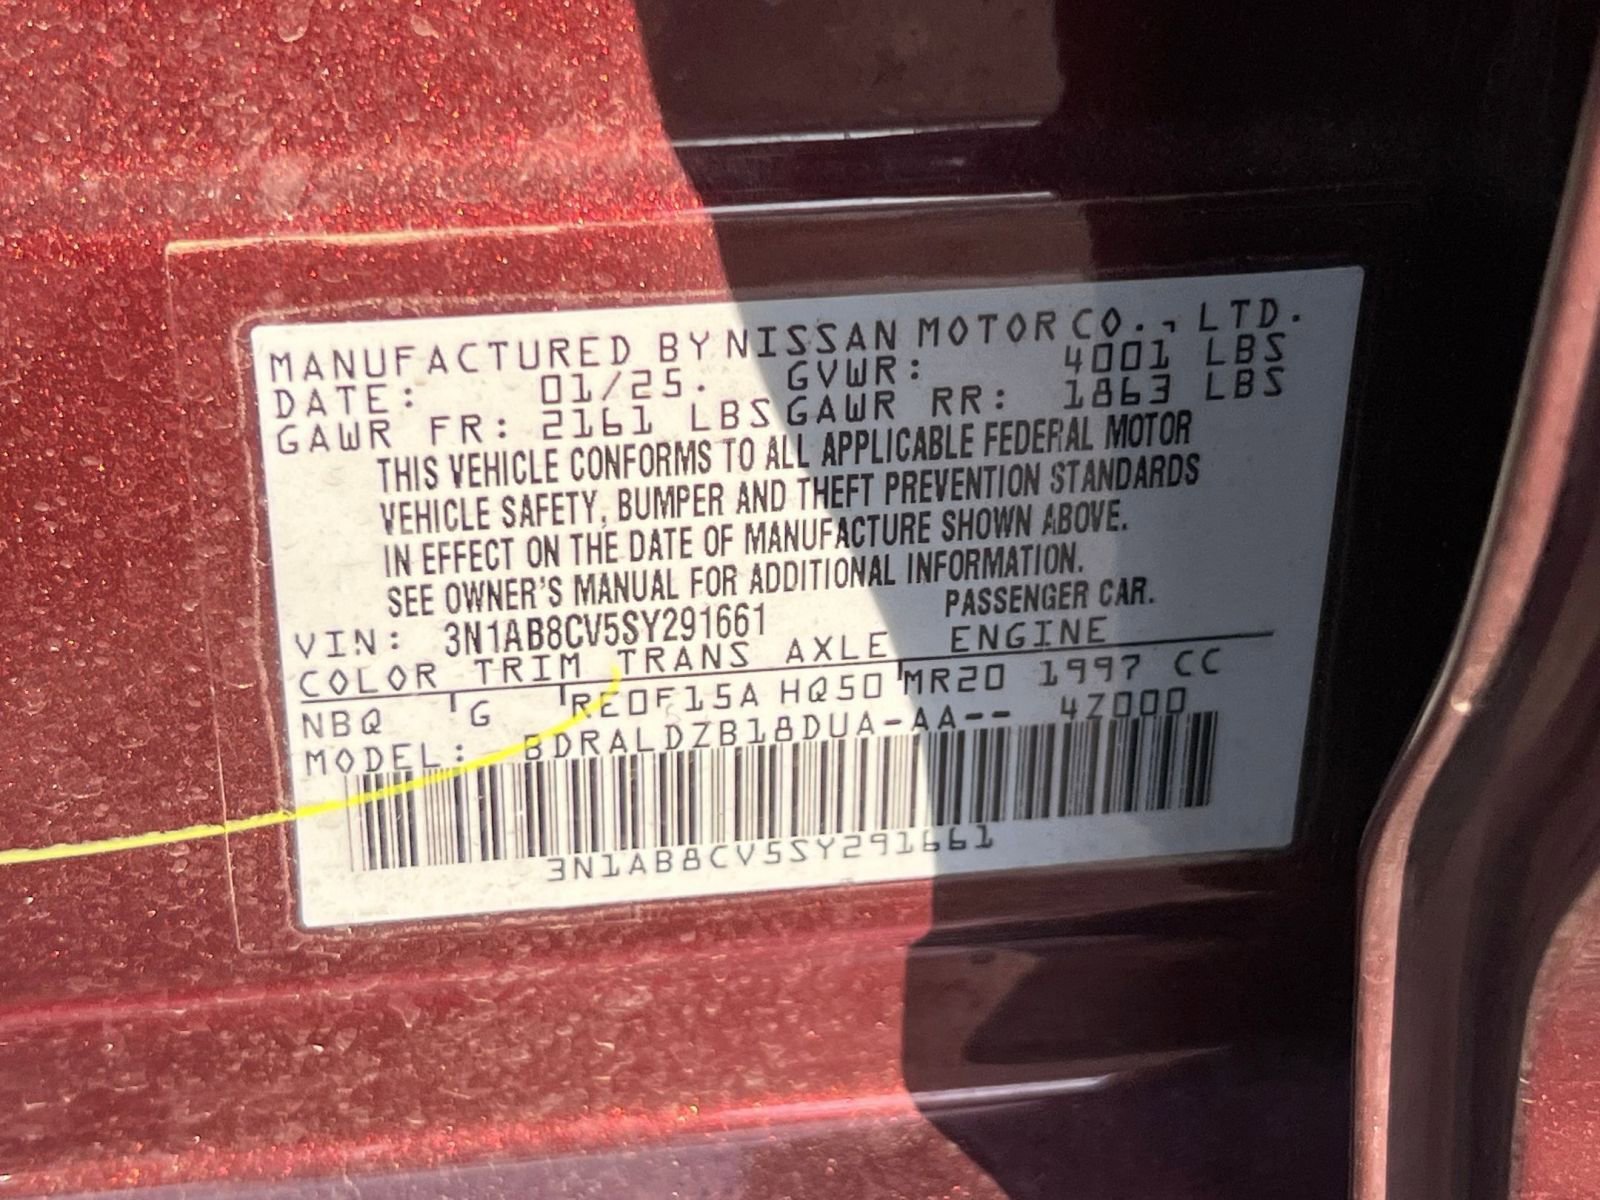 MANUFACTURED BY NISSAN MOTOR CO., LTD.
DATE: 01/25. GVWR: 4001 LBS
GAWR FR: 2161 LBS GAWR RR: 1863 LBS
THIS VEHICLE CONFORMS TO ALL APPLICABLE FEDERAL MOTOR
VEHICLE SAFETY, BUMPER AND THEFT PREVENTION STANDARDS
IN EFFECT ON THE DATE OF MANUFACTURE SHOWN ABOVE.
SEE OWNER'S MANUAL FOR ADDITIONAL INFORMATION.
VIN: 3N1AB8CV5SY291661 PASSENGER CAR.
COLOR TRIM TRANS AXLE ENGINE
NBQ G RE0F15A HQ50 MR20 1997 CC
MODEL: BDRALDZB18DUA-AA-- 4Z000
3N1AB8CV5SY291661